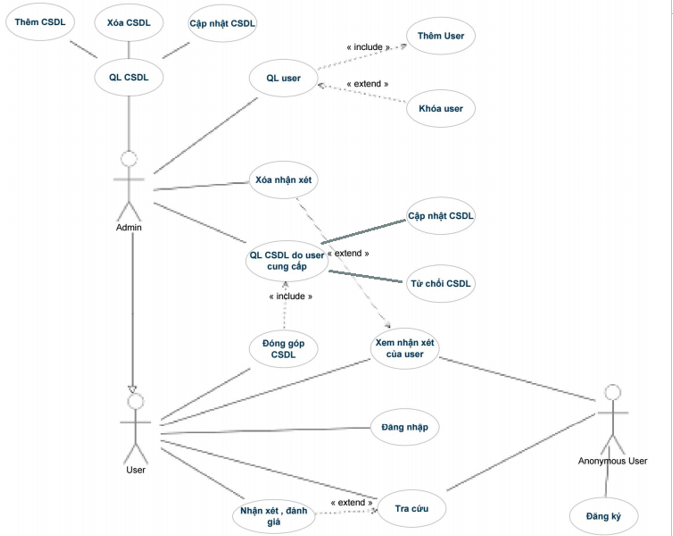 Thêm CSDL
Xóa CSDL
Cập nhật CSDL
QL CSDL
QL user
« include »
Thêm User
« extend »
Khóa user
Admin
Xóa nhận xét
Cập nhật CSDL
QL CSDL do user
cung cấp
« extend »
Từ chối CSDL
« include »
Đóng góp
CSDL
Xem nhận xét
của user
Đăng nhập
User
Anonymous User
Nhận xét , đánh
giá
« extend »
Tra cứu
Đăng ký